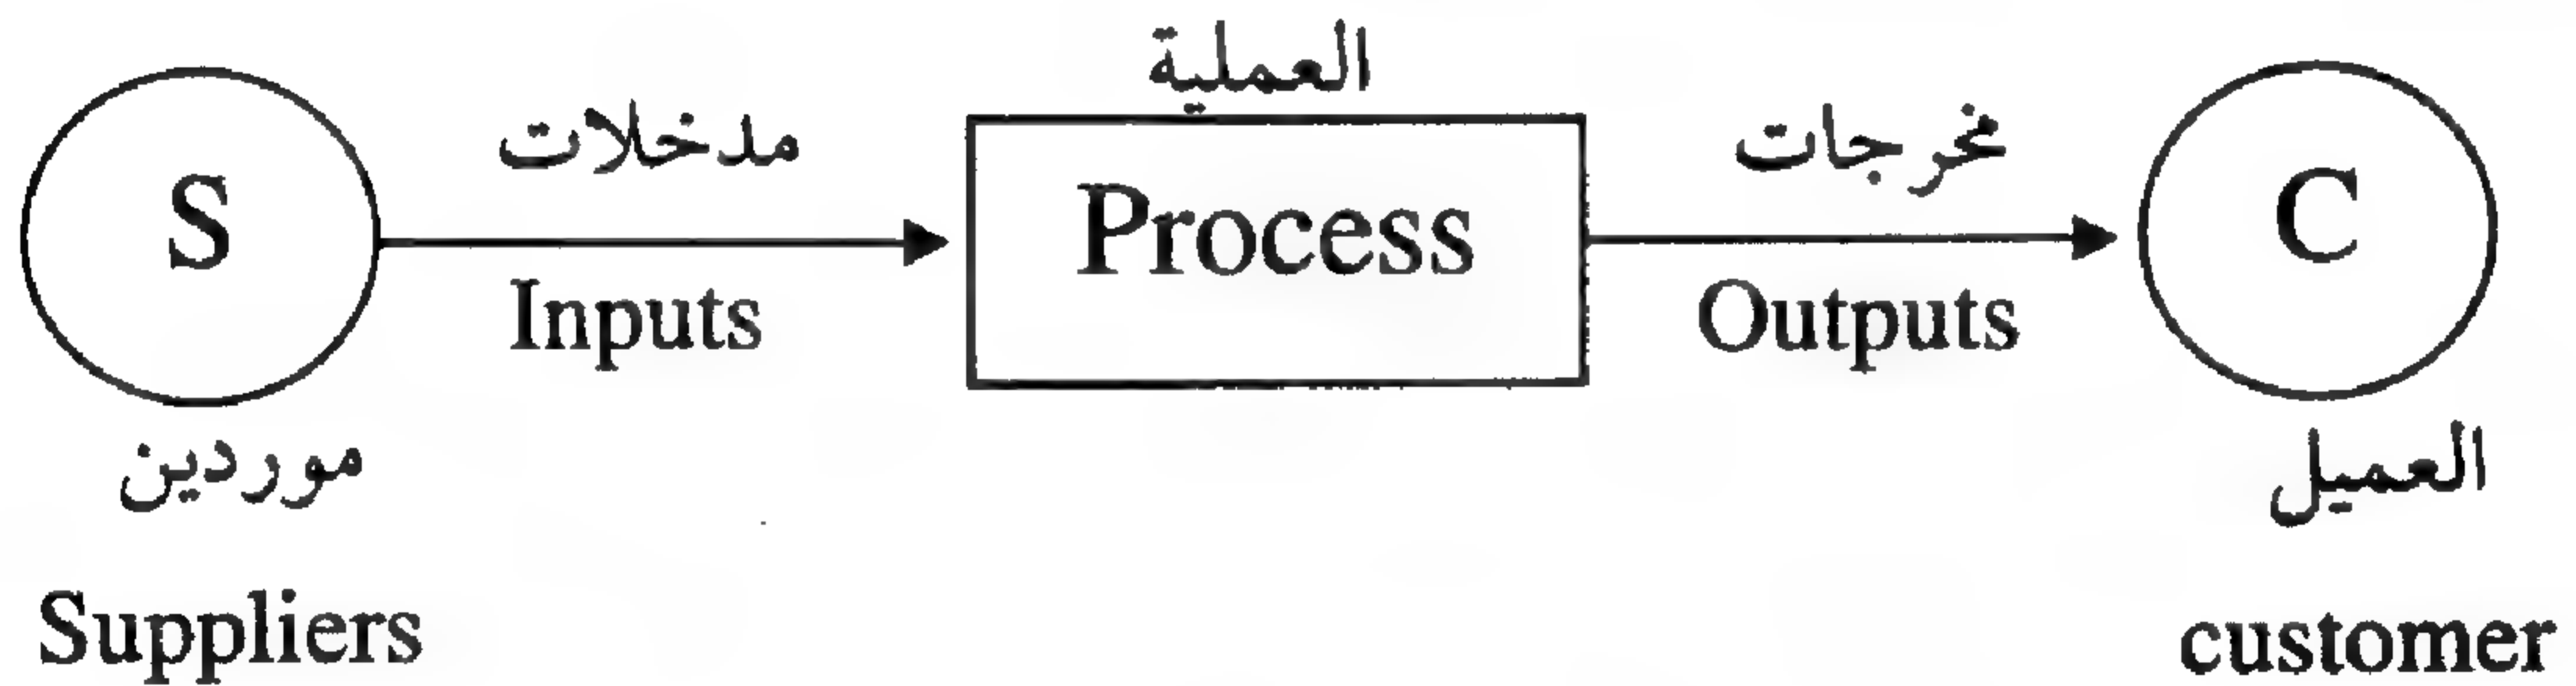 العملية
مدخلات
مخرجات
S
Process
C
Inputs
Outputs
موردين
العميل
Suppliers
customer